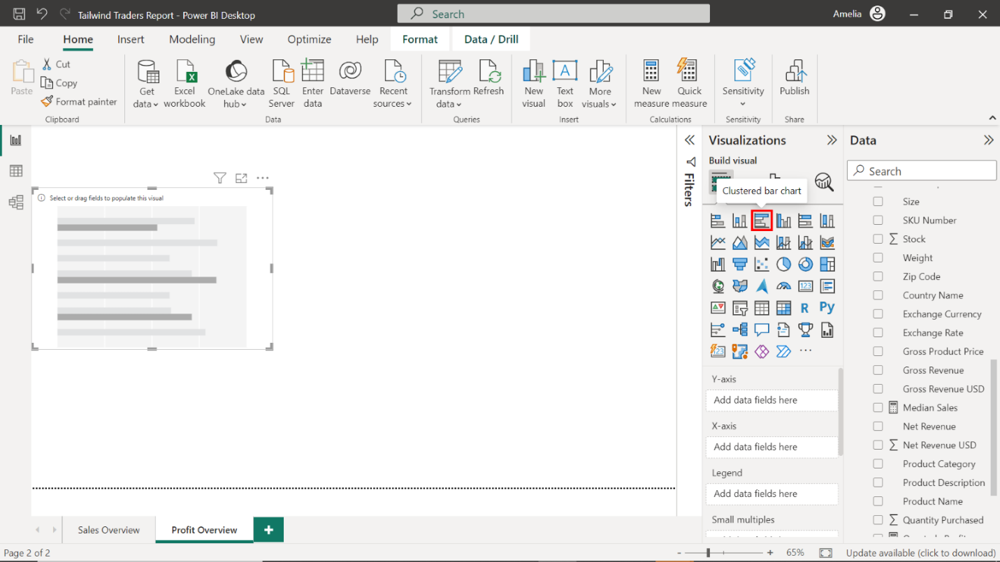 Tailwind Traders Report - Power BI Desktop
Search
Amelia
File Home Insert Modeling View Optimize Help Format Data / Drill
Paste
Cut
Copy
Format painter
Clipboard
Get data
Excel workbook
OneLake data hub
SQL Server
Enter data
Dataverse
Recent sources
Data
Transform data
Refresh
Queries
New visual
Text box
A
More visuals
Insert
New measure
Quick measure
Calculations
Sensitivity
Sensitivity
Publish
Share
Select or drag fields to populate this visual
Filters
Visualizations
Build visual
Clustered bar chart
123
R
Py
123
Y-axis
Add data fields here
X-axis
Add data fields here
Legend
Add data fields here
Small multiples
Data
Search
Size
SKU Number
Stock
Weight
Zip Code
Country Name
Exchange Currency
Exchange Rate
Gross Product Price
Gross Revenue
Gross Revenue USD
Median Sales
Net Revenue
Net Revenue USD
Product Category
Product Description
Product Name
Quantity Purchased
Sales Overview
Profit Overview
Page 2 of 2
- + 65%
Update available (click to download)